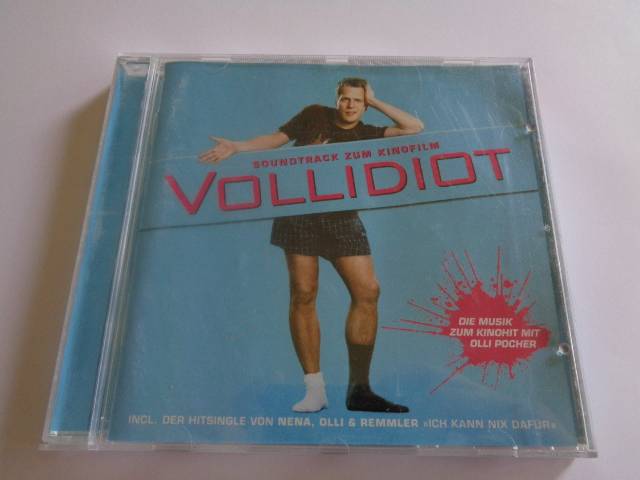 SOUNDTRACK ZUM KINOFILM
VOLLIDIOT
DIE MUSIK
ZUM KINOHIT MIT
OLLI POCHER
INCL. DER HITSINGLE VON NENA, OLLI & REMMLER »ICH KANN NIX DAFÜR«